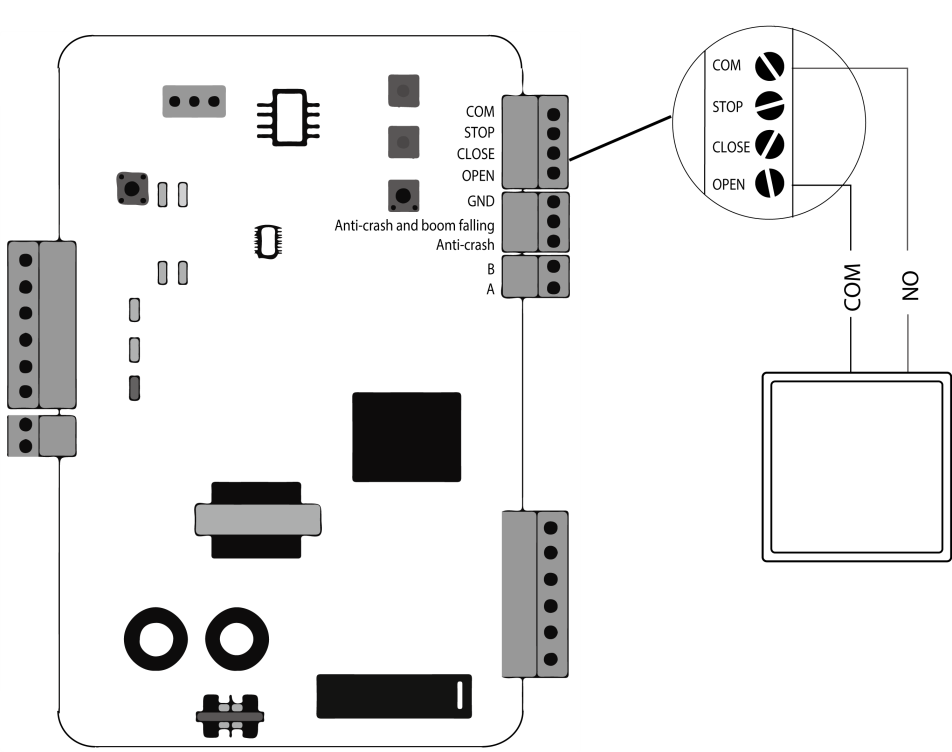 COM
STOP
CLOSE
OPEN
GND
Anti-crash and boom falling
Anti-crash
B
A
COM
STOP
CLOSE
OPEN
COM
NO